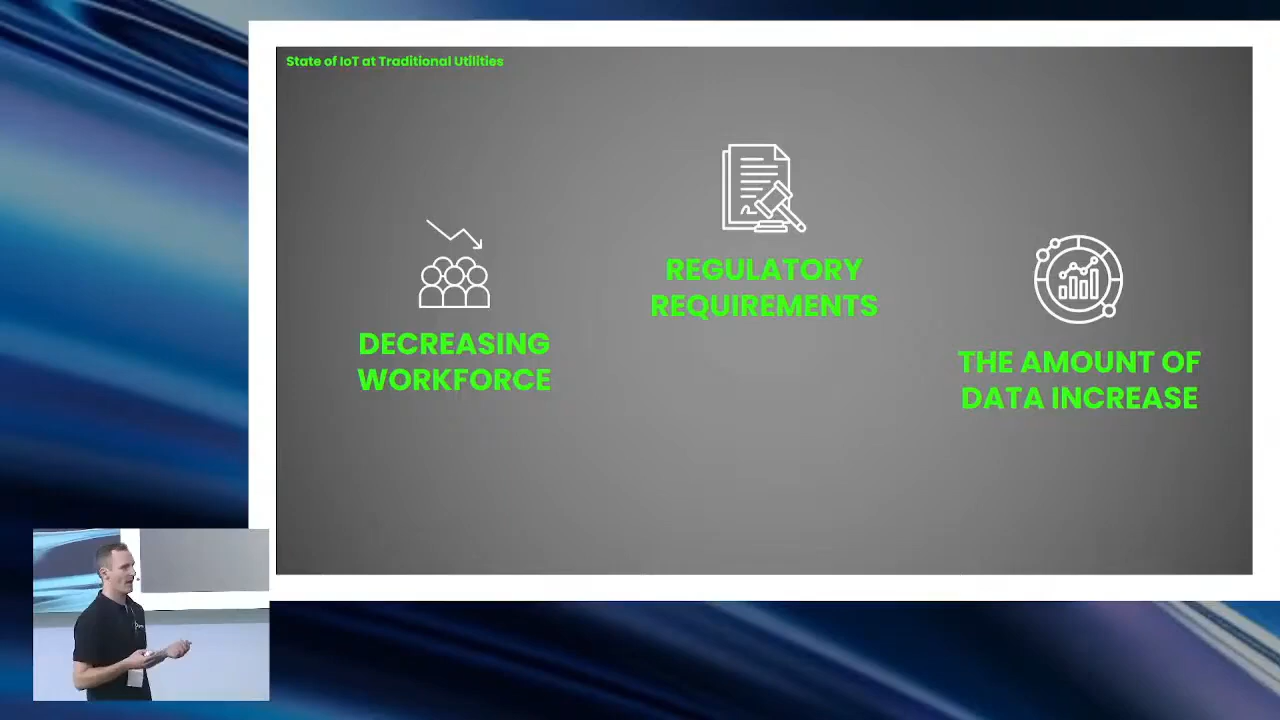 State of IoT at Traditional Utilities
DECREASING
WORKFORCE
REGULATORY
REQUIREMENTS
THE AMOUNT OF
DATA INCREASE